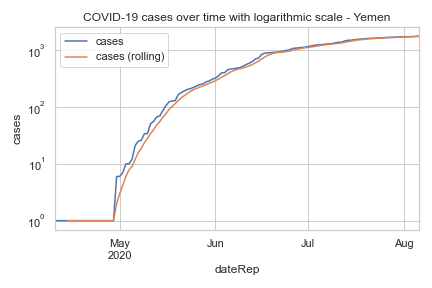 COVID-19 cases over time with logarithmic scale - Yemen
cases
cases (rolling)
10³
10²
10¹
10⁰
cases
May
2020
Jun
Jul
Aug
dateRep